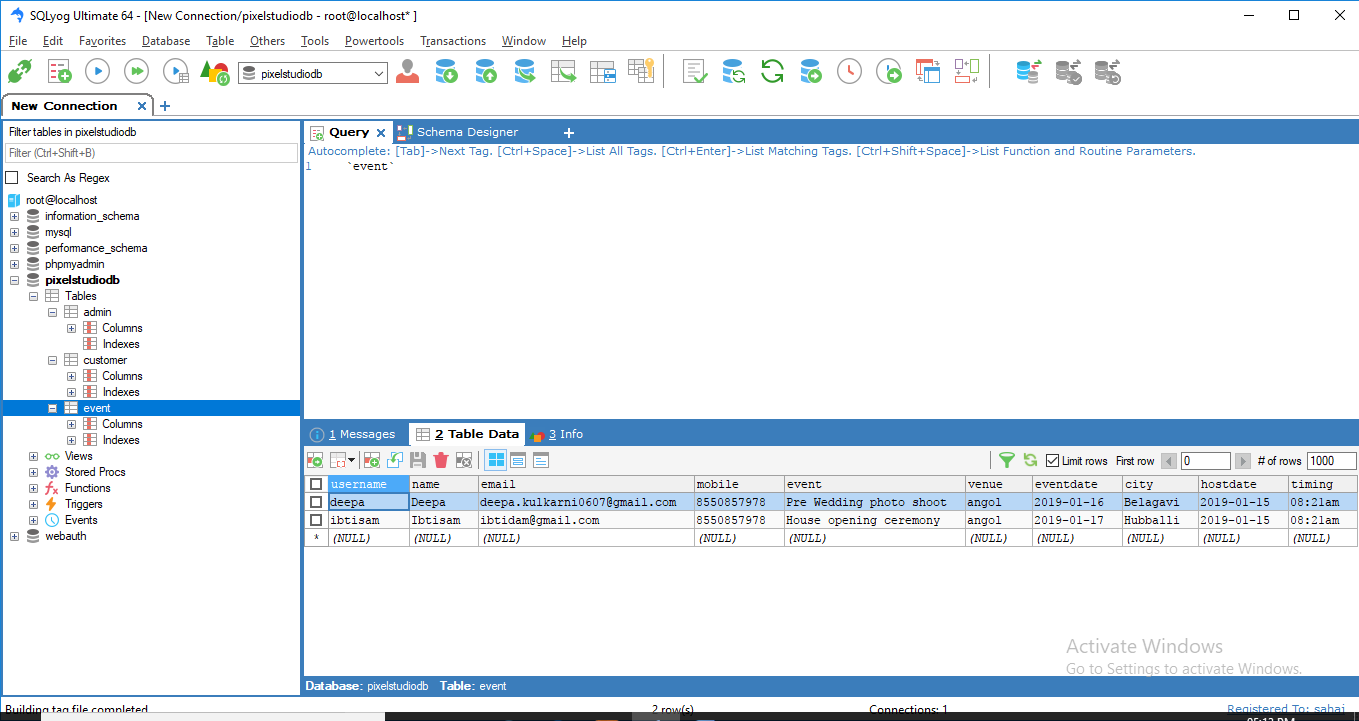 SQLyog Ultimate 64 - [New Connection/pixelstudiodb - root@localhost* ]
File Edit Favorites Database Table Others Tools Powertools Transactions Window Help
pixelstudiodb
New Connection
Filter tables in pixelstudiodb
Filter (Ctrl+Shift+B)
Search As Regex
root@localhost
information_schema
mysql
performance_schema
phpmyadmin
pixelstudiodb
Tables
admin
Columns
Indexes
customer
Columns
Indexes
event
Columns
Indexes
Views
Stored Procs
Functions
Triggers
Events
webauth
Query Schema Designer
Autocomplete: [Tab]->Next Tag. [Ctrl+Space]->List All Tags. [Ctrl+Enter]->List Matching Tags. [Ctrl+Shift+Space]->List Function and Routine Parameters.
1 `event`
1 Messages 2 Table Data 3 Info
Limit rows First row 0 # of rows 1000
username name email mobile event venue eventdate city hostdate timing
deepa Deepa deepa.kulkarni0607@gmail.com 8550857978 Pre Wedding photo shoot angol 2019-01-16 Belagavi 2019-01-15 08:21am
ibtisam Ibtisam ibtidam@gmail.com 8550857978 House opening ceremony angol 2019-01-17 Hubballi 2019-01-15 08:21am
* (NULL) (NULL) (NULL) (NULL) (NULL) (NULL) (NULL) (NULL) (NULL) (NULL)
Activate Windows
Go to Settings to activate Windows.
Database: pixelstudiodb Table: event
Building tag file completed 2 row(s) Connections: 1 Registered To: sahai
05:13 PM